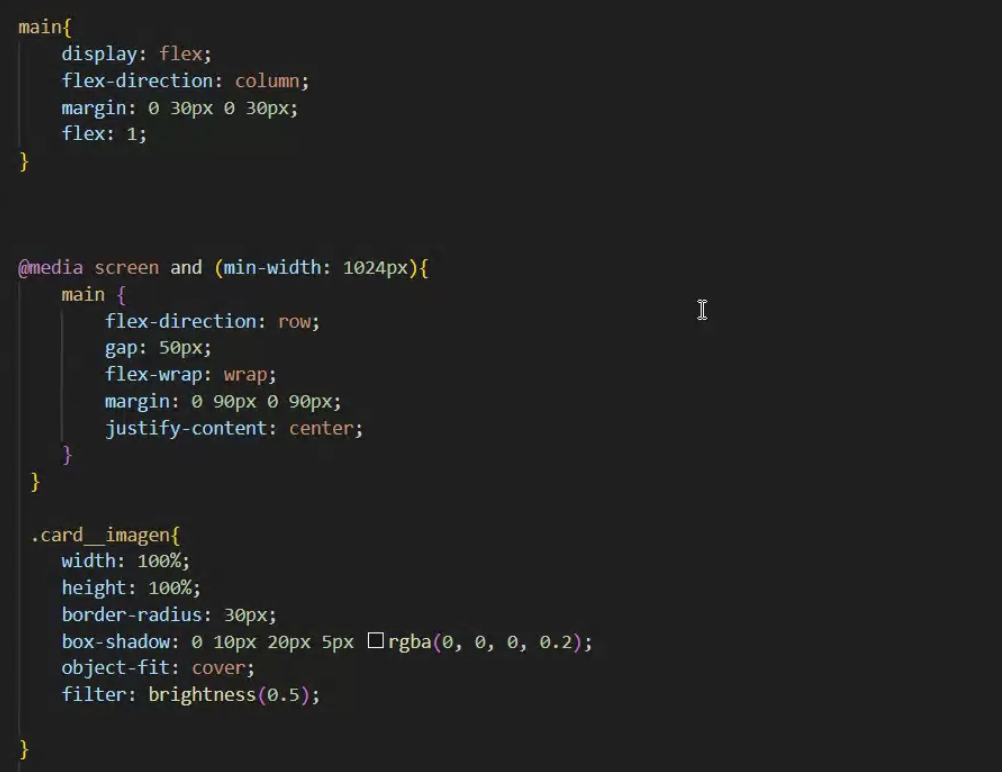 main{
display: flex;
flex-direction: column;
margin: 0 30px 0 30px;
flex: 1;
}
@media screen and (min-width: 1024px){
main {
flex-direction: row;
gap: 50px;
flex-wrap: wrap;
margin: 0 90px 0 90px;
justify-content: center;
}
}
.card__imagen{
width: 100%;
height: 100%;
border-radius: 30px;
box-shadow: 0 10px 20px 5px rgba(0, 0, 0, 0.2);
object-fit: cover;
filter: brightness(0.5);
}